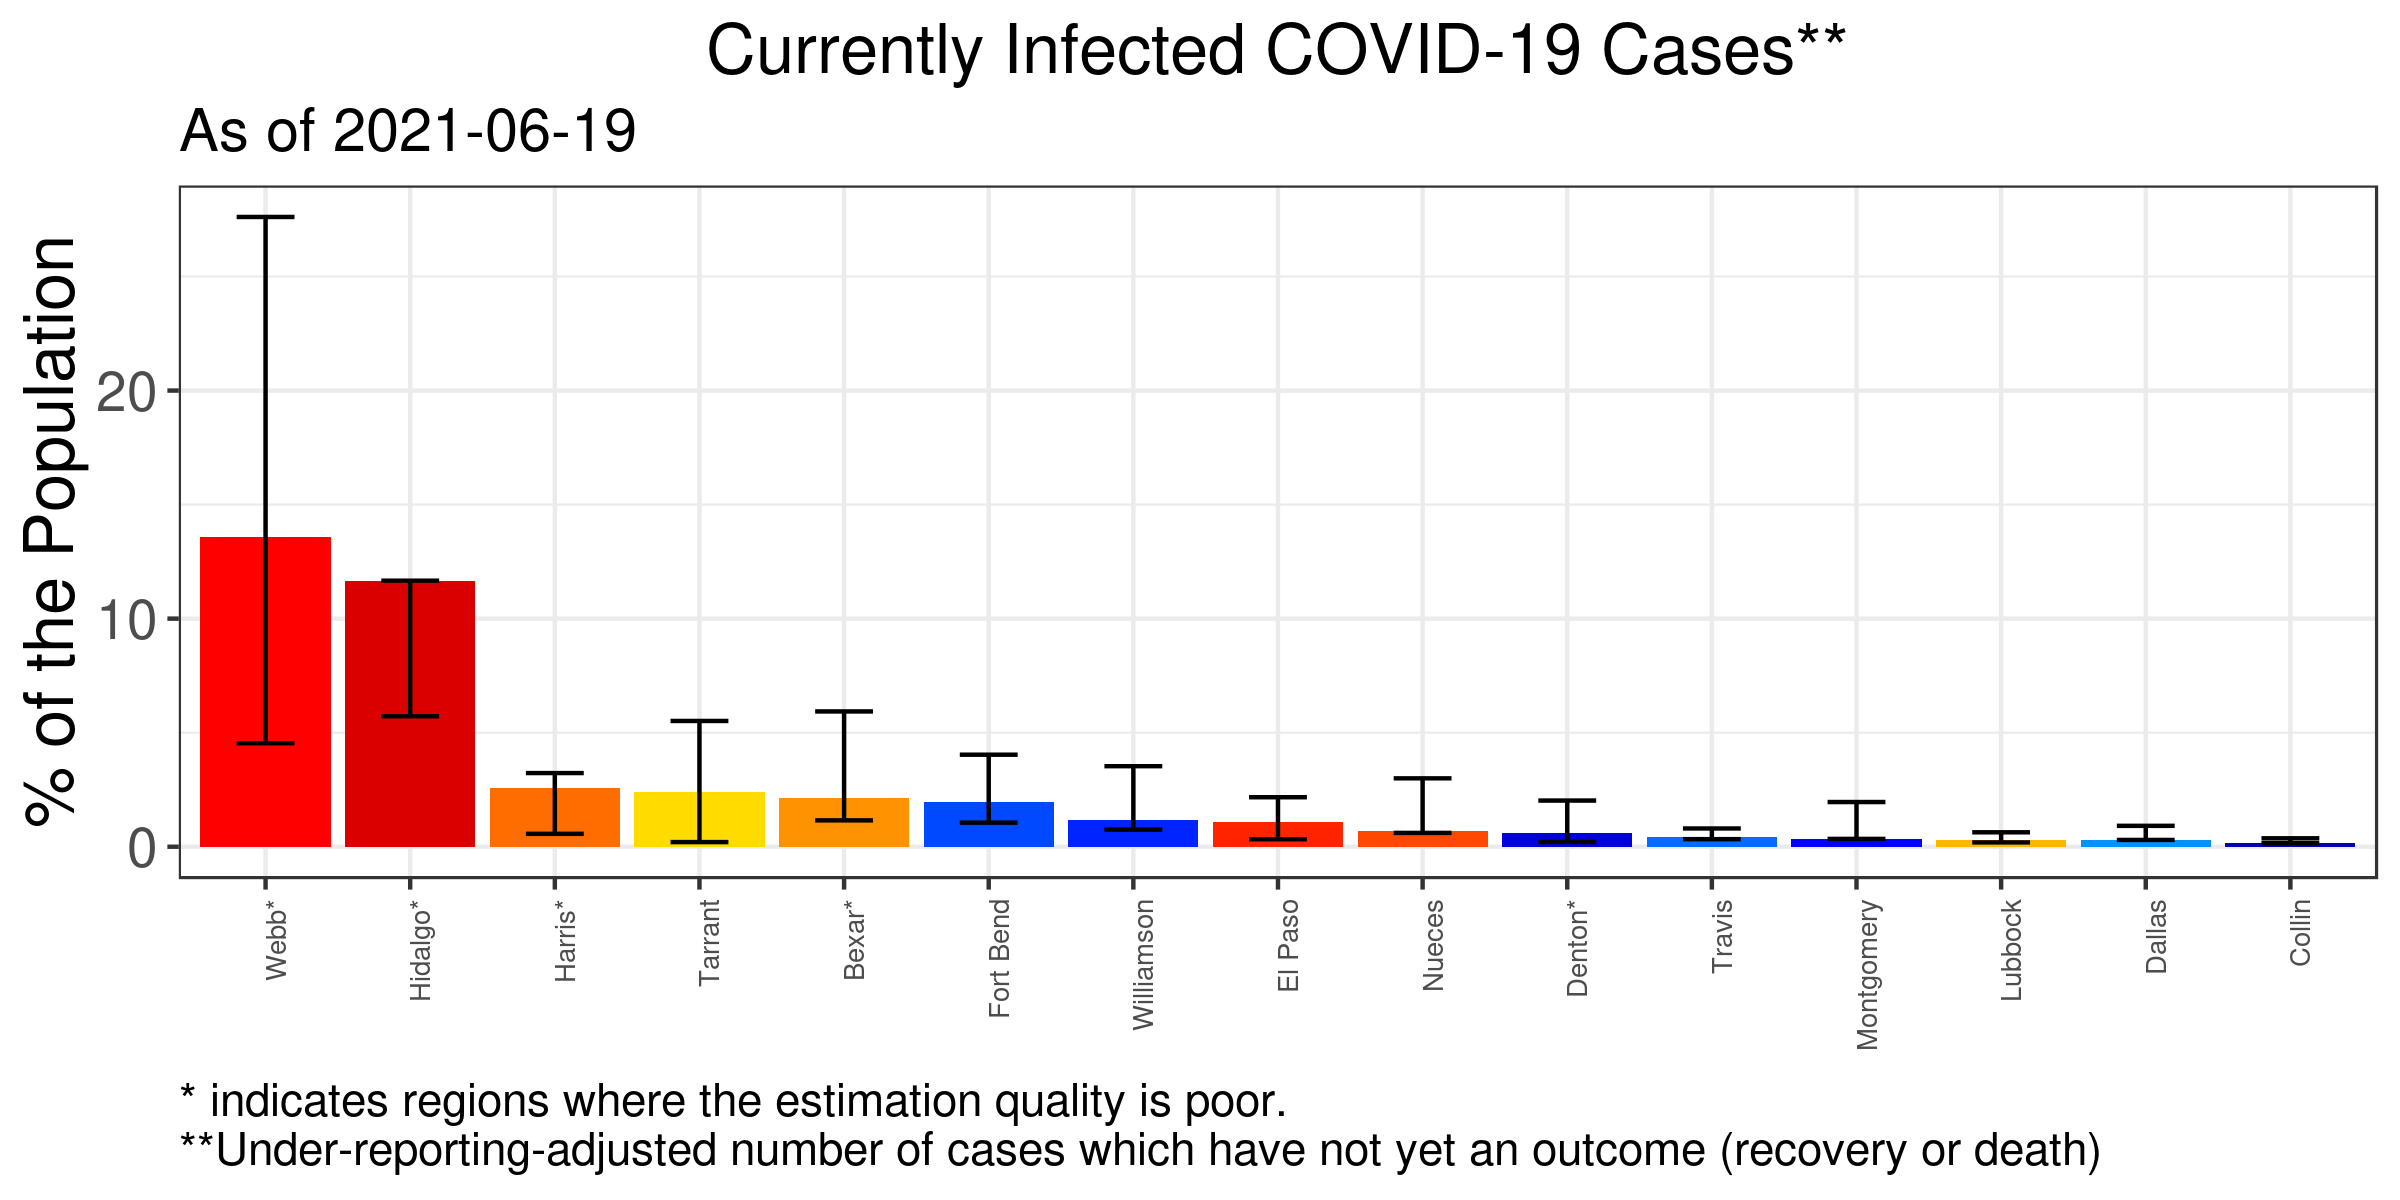 Currently Infected COVID-19 Cases**
As of 2021-06-19
% of the Population
20
10
0
Webb*
Hidalgo*
Harris*
Tarrant
Bexar*
Fort Bend
Williamson
El Paso
Nueces
Denton*
Travis
Montgomery
Lubbock
Dallas
Collin
* indicates regions where the estimation quality is poor.
**Under-reporting-adjusted number of cases which have not yet an outcome (recovery or death)